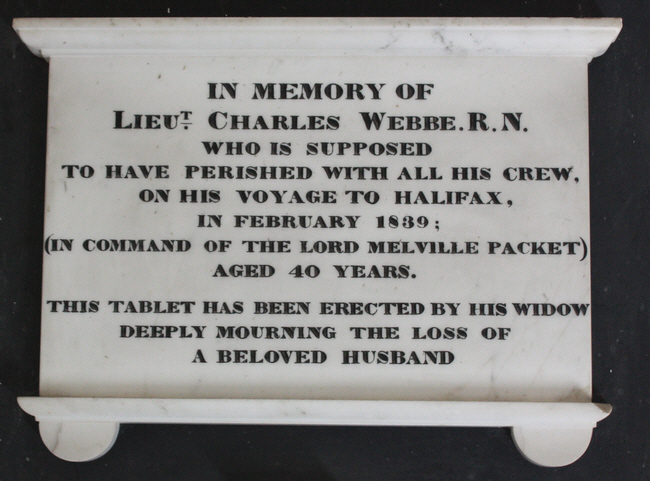 IN MEMORY OF
LIEUT. CHARLES WEBBE. R. N.
WHO IS SUPPOSED
TO HAVE PERISHED WITH ALL HIS CREW,
ON HIS VOYAGE TO HALIFAX,
IN FEBRUARY 1839;
(IN COMMAND OF THE LORD MELVILLE PACKET)
AGED 40 YEARS.
THIS TABLET HAS BEEN ERECTED BY HIS WIDOW
DEEPLY MOURNING THE LOSS OF
A BELOVED HUSBAND